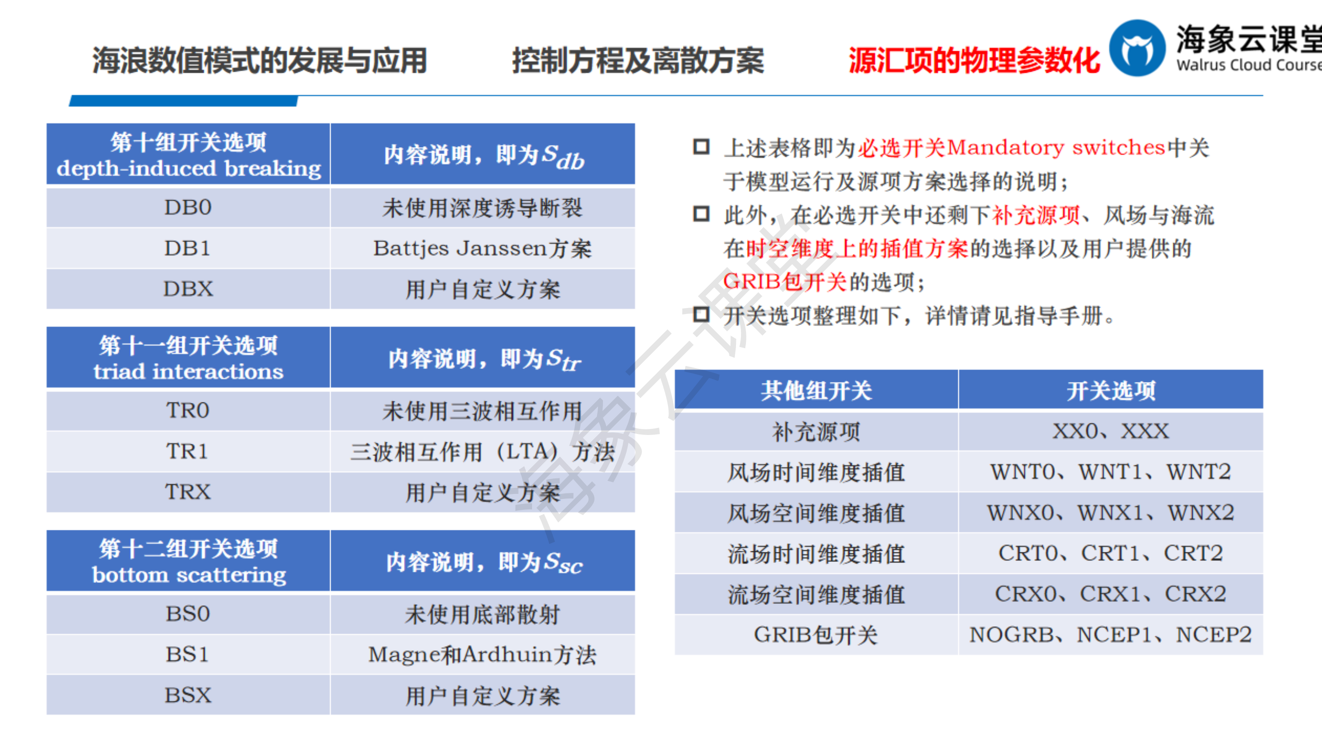 海浪数值模式的发展与应用 控制方程及离散方案 源汇项的物理参数化
海象云课堂
Walrus Cloud Course
第十组开关选项
depth-induced breaking
内容说明，即为Sdb
DB0 未使用深度诱导断裂
DB1 Battjes Janssen方案
DBX 用户自定义方案
第十一组开关选项
triad interactions
内容说明，即为Str
TR0 未使用三波相互作用
TR1 三波相互作用（LTA）方法
TRX 用户自定义方案
第十二组开关选项
bottom scattering
内容说明，即为Ssc
BS0 未使用底部散射
BS1 Magne和Ardhuin方法
BSX 用户自定义方案
上述表格即为必选开关Mandatory switches中关
于模型运行及源项方案选择的说明；
此外，在必选开关中还剩下补充源项、风场与海流
在时空维度上的插值方案的选择以及用户提供的
GRIB包开关的选项；
开关选项整理如下，详情请见指导手册。
其他组开关 开关选项
补充源项 XX0、XXX
风场时间维度插值 WNT0、WNT1、WNT2
风场空间维度插值 WNX0、WNX1、WNX2
流场时间维度插值 CRT0、CRT1、CRT2
流场空间维度插值 CRX0、CRX1、CRX2
GRIB包开关 NOGRB、NCEP1、NCEP2
海象云课堂